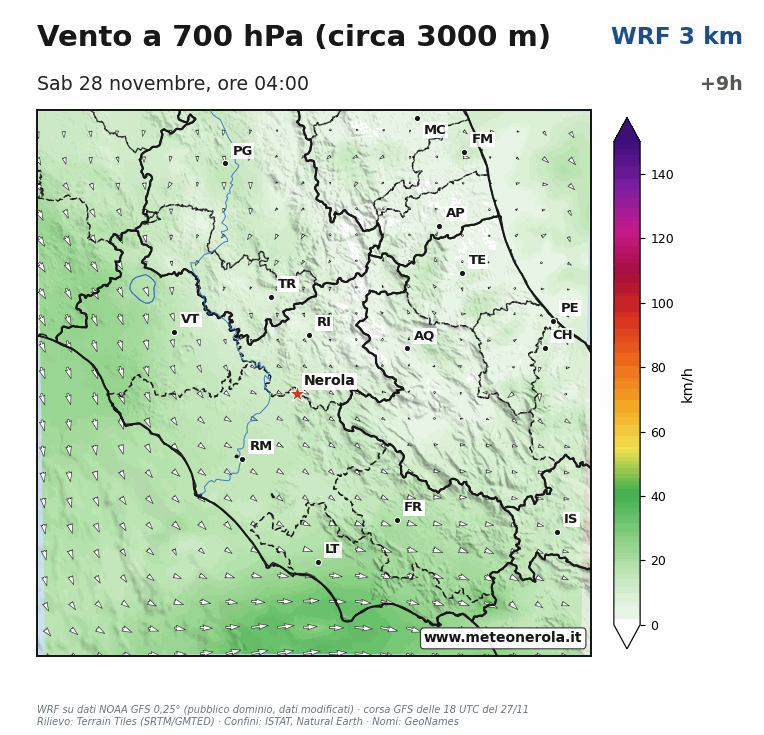 Vento a 700 hPa (circa 3000 m)
WRF 3 km
Sab 28 novembre, ore 04:00
+9h
MC
FM
PG
AP
TE
TR
PE
VT
RI
AQ
CH
Nerola
RM
FR
IS
LT
www.meteonerola.it
140
120
100
80
60
40
20
0
km/h
WRF su dati NOAA GFS 0,25° (pubblico dominio, dati modificati) · corsa GFS delle 18 UTC del 27/11
Rilievo: Terrain Tiles (SRTM/GMTED) · Confini: ISTAT, Natural Earth · Nomi: GeoNames